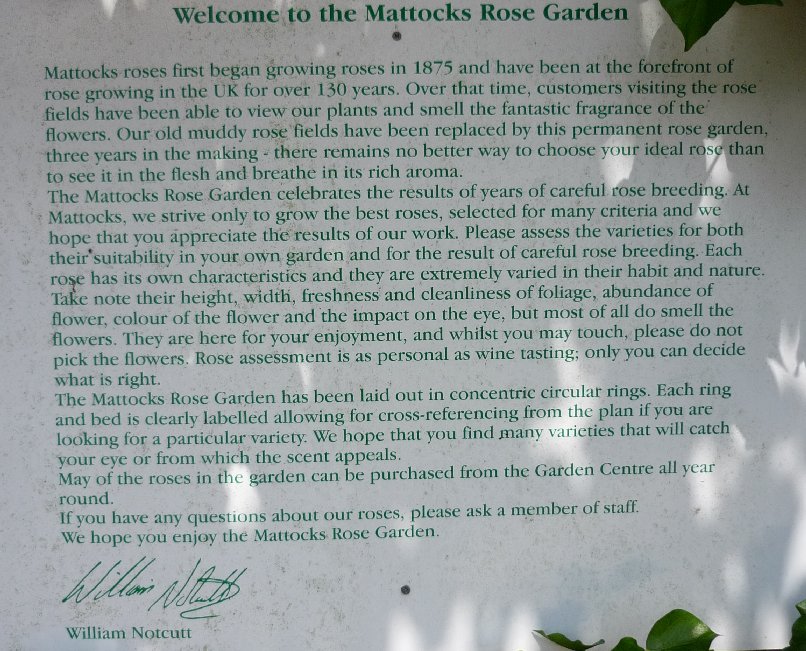 Welcome to the Mattocks Rose Garden
Mattocks roses first began growing roses in 1875 and have been at the forefront of
rose growing in the UK for over 130 years. Over that time, customers visiting the rose
fields have been able to view our plants and smell the fantastic fragrance of the
flowers. Our old muddy rose fields have been replaced by this permanent rose garden,
three years in the making - there remains no better way to choose your ideal rose than
to see it in the flesh and breathe in its rich aroma.
The Mattocks Rose Garden celebrates the results of years of careful rose breeding. At
Mattocks, we strive only to grow the best roses, selected for many criteria and we
hope that you appreciate the results of our work. Please assess the varieties for both
their suitability in your own garden and for the result of careful rose breeding. Each
rose has its own characteristics and they are extremely varied in their habit and nature.
Take note their height, width, freshness and cleanliness of foliage, abundance of
flower, colour of the flower and the impact on the eye, but most of all do smell the
flowers. They are here for your enjoyment, and whilst you may touch, please do not
pick the flowers. Rose assessment is as personal as wine tasting; only you can decide
what is right.
The Mattocks Rose Garden has been laid out in concentric circular rings. Each ring
and bed is clearly labelled allowing for cross-referencing from the plan if you are
looking for a particular variety. We hope that you find many varieties that will catch
your eye or from which the scent appeals.
May of the roses in the garden can be purchased from the Garden Centre all year
round.
If you have any questions about our roses, please ask a member of staff.
We hope you enjoy the Mattocks Rose Garden.
William Notcutt
William Notcutt